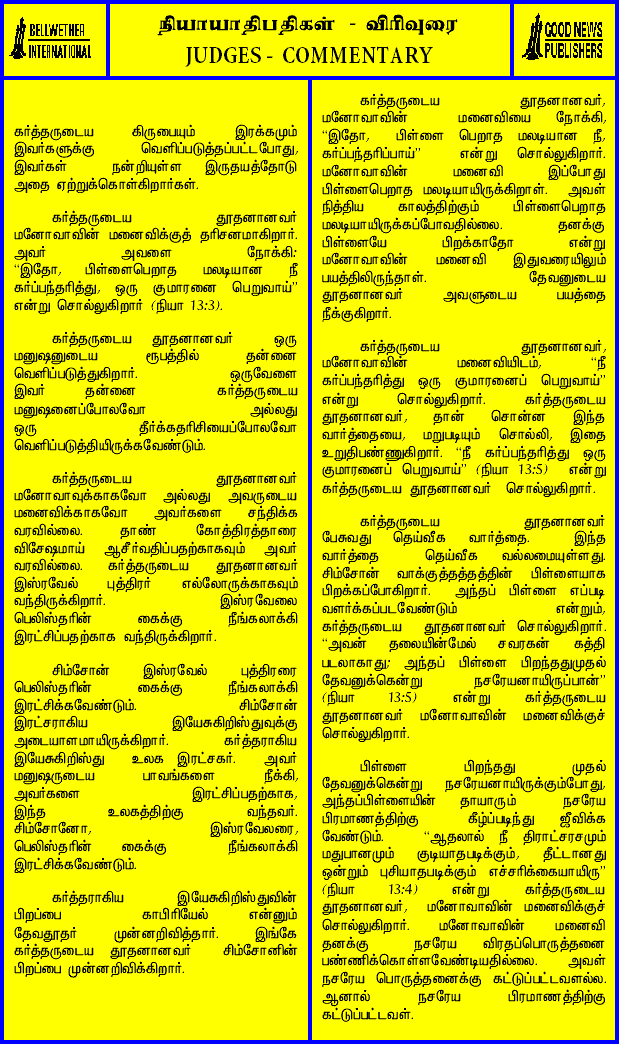 BELLWETHER
INTERNATIONAL
நியாயாதிபதிகள் - விரிவுரை
JUDGES - COMMENTARY
GOOD NEWS
PUBLISHERS
கர்த்தருடைய கிருபையும் இரக்கமும்
இவர்களுக்கு வெளிப்படுத்தப்பட்டபோது,
இவர்கள் நன்றியுள்ள இருதயத்தோடு
அதை ஏற்றுக்கொள்கிறார்கள்.
கர்த்தருடைய தூதனானவர்
மனோவாவின் மனைவிக்குத் தரிசனமாகிறார்.
அவர் அவளை நோக்கி:
“இதோ, பிள்ளைபெறாத மலடியான நீ
கர்ப்பந்தரித்து, ஒரு குமாரனை பெறுவாய்”
என்று சொல்லுகிறார் (நியா 13:3).
கர்த்தருடைய தூதனானவர் ஒரு
மனுஷனுடைய ரூபத்தில் தன்னை
வெளிப்படுத்துகிறார். ஒருவேளை
இவர் தன்னை கர்த்தருடைய
மனுஷனைப்போலவோ அல்லது
ஒரு தீர்க்கதரிசியைப்போலவோ
வெளிப்படுத்தியிருக்கவேண்டும்.
கர்த்தருடைய தூதனானவர்
மனோவாவுக்காகவோ அல்லது அவருடைய
மனைவிக்காகவோ அவர்களை சந்திக்க
வரவில்லை. தாண் கோத்திரத்தாரை
விசேஷமாய் ஆசீர்வதிப்பதற்காகவும் அவர்
வரவில்லை. கர்த்தருடைய தூதனானவர்
இஸ்ரவேல் புத்திரர் எல்லோருக்காகவும்
வந்திருக்கிறார். இஸ்ரவேலை
பெலிஸ்தரின் கைக்கு நீங்கலாக்கி
இரட்சிப்பதற்காக வந்திருக்கிறார்.
சிம்சோன் இஸ்ரவேல் புத்திரரை
பெலிஸ்தரின் கைக்கு நீங்கலாக்கி
இரட்சிக்கவேண்டும். சிம்சோன்
இரட்சராகிய இயேசுகிறிஸ்துவுக்கு
அடையாளமாயிருக்கிறார். கர்த்தராகிய
இயேசுகிறிஸ்து உலக இரட்சகர். அவர்
மனுஷருடைய பாவங்களை நீக்கி,
அவர்களை இரட்சிப்பதற்காக,
இந்த உலகத்திற்கு வந்தவர்.
சிம்சோனோ, இஸ்ரவேலரை,
பெலிஸ்தரின் கைக்கு நீங்கலாக்கி
இரட்சிக்கவேண்டும்.
கர்த்தராகிய இயேசுகிறிஸ்துவின்
பிறப்பை காபிரியேல் என்னும்
தேவதூதர் முன்னறிவித்தார். இங்கே
கர்த்தருடைய தூதனானவர் சிம்சோனின்
பிறப்பை முன்னறிவிக்கிறார்.
கர்த்தருடைய தூதனானவர்,
மனோவாவின் மனைவியை நோக்கி,
“இதோ, பிள்ளை பெறாத மலடியான நீ,
கர்ப்பந்தரிப்பாய்” என்று சொல்லுகிறார்.
மனோவாவின் மனைவி இப்போது
பிள்ளைபெறாத மலடியாயிருக்கிறாள். அவள்
நித்திய காலத்திற்கும் பிள்ளைபெறாத
மலடியாயிருக்கப்போவதில்லை. தனக்கு
பிள்ளையே பிறக்காதோ என்று
மனோவாவின் மனைவி இதுவரையிலும்
பயத்திலிருந்தாள். தேவனுடைய
தூதனானவர் அவளுடைய பயத்தை
நீக்குகிறார்.
கர்த்தருடைய தூதனானவர்,
மனோவாவின் மனைவியிடம், “நீ
கர்ப்பந்தரித்து ஒரு குமாரனைப் பெறுவாய்”
என்று சொல்லுகிறார். கர்த்தருடைய
தூதனானவர், தான் சொன்ன இந்த
வார்த்தையை, மறுபடியும் சொல்லி, இதை
உறுதிபண்ணுகிறார். “நீ கர்ப்பந்தரித்து ஒரு
குமாரனைப் பெறுவாய்” (நியா 13:5) என்று
கர்த்தருடைய தூதனானவர் சொல்லுகிறார்.
கர்த்தருடைய தூதனானவர்
பேசுவது தெய்வீக வார்த்தை. இந்த
வார்த்தை தெய்வீக வல்லமையுள்ளது.
சிம்சோன் வாக்குத்தத்தத்தின் பிள்ளையாக
பிறக்கப்போகிறார். அந்தப் பிள்ளை எப்படி
வளர்க்கப்படவேண்டும் என்றும்,
கர்த்தருடைய தூதனானவர் சொல்லுகிறார்.
“அவன் தலையின்மேல் சவரகன் கத்தி
படலாகாது; அந்தப் பிள்ளை பிறந்ததுமுதல்
தேவனுக்கென்று நசரேயனாயிருப்பான்”
(நியா 13:5) என்று கர்த்தருடைய
தூதனானவர் மனோவாவின் மனைவிக்குச்
சொல்லுகிறார்.
பிள்ளை பிறந்தது முதல்
தேவனுக்கென்று நசரேயனாயிருக்கும்போது,
அந்தப்பிள்ளையின் தாயாரும் நசரேய
பிரமாணத்திற்கு கீழ்ப்படிந்து ஜீவிக்க
வேண்டும். “ஆதலால் நீ திராட்சரசமும்
மதுபானமும் குடியாதபடிக்கும், தீட்டானது
ஒன்றும் புசியாதபடிக்கும் எச்சரிக்கையாயிரு”
(நியா 13:4) என்று கர்த்தருடைய
தூதனானவர், மனோவாவின் மனைவிக்குச்
சொல்லுகிறார். மனோவாவின் மனைவி
தனக்கு நசரேய விரதப்பொருத்தனை
பண்ணிக்கொள்ளவேண்டியதில்லை. அவள்
நசரேய பொருத்தனைக்கு கட்டுப்பட்டவளல்ல.
ஆனால் நசரேய பிரமாணத்திற்கு
கட்டுப்பட்டவள்.